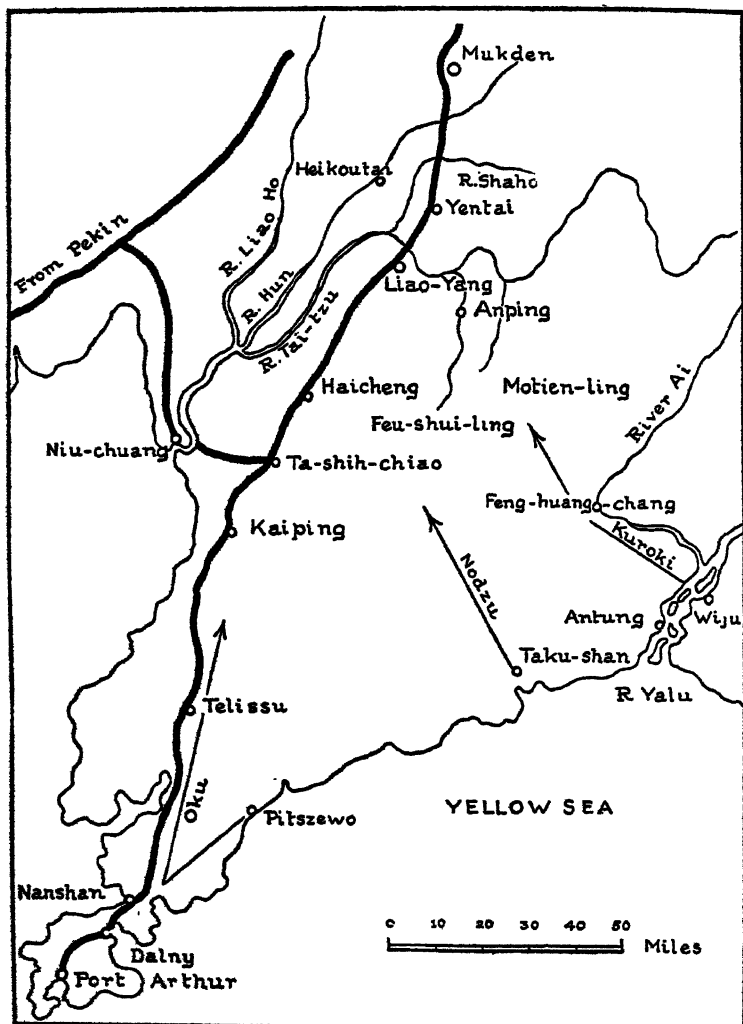 Mukden
Heikoutai
R. Shaho
R. Liao Ho
Yentai
From Pekin
R. Hun
Liao-Yang
R. Tai-tzu
Anping
Haicheng
Motien-ling
River Ai
Feu-shui-ling
Niu-chuang
Ta-shih-chiao
Feng-huang-chang
Kaiping
Kuroki
Nodzu
Antung
Wiju
Taku-shan
R Yalu
Telissu
Oku
Pitszewo
YELLOW SEA
Nanshan
0 10 20 30 50
Miles
Dalny
Port Arthur